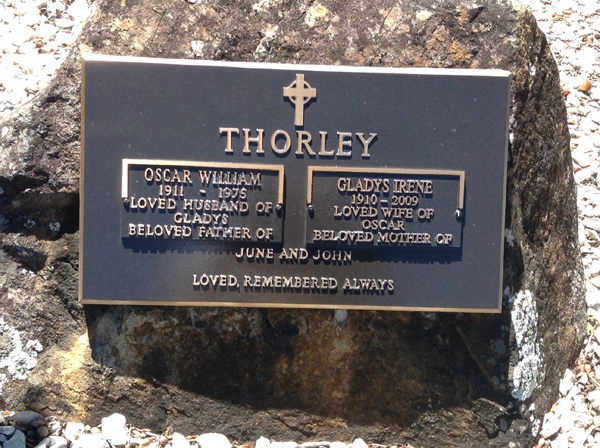 THORLEY
OSCAR WILLIAM
1911 - 1976
LOVED HUSBAND OF
GLADYS
BELOVED FATHER OF
GLADYS IRENE
1910 - 2009
LOVED WIFE OF
OSCAR
BELOVED MOTHER OF
JUNE AND JOHN
LOVED, REMEMBERED ALWAYS